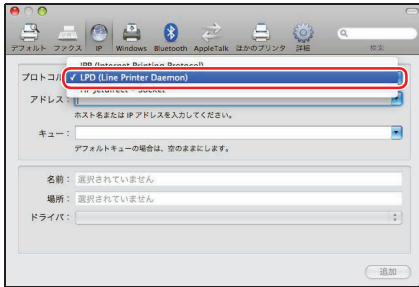 デフォルト ファクス IP Windows Bluetooth AppleTalk ほかのプリンタ 詳細 検索
IPP (Internet Printing Protocol)
プロトコル ✓ LPD (Line Printer Daemon)
HP Jetdirect - Socket
アドレス：
ホスト名または IP アドレスを入力してください。
キュー：
デフォルトキューの場合は、空のままにします。
名前： 選択されていません
場所： 選択されていません
ドライバ：
追加